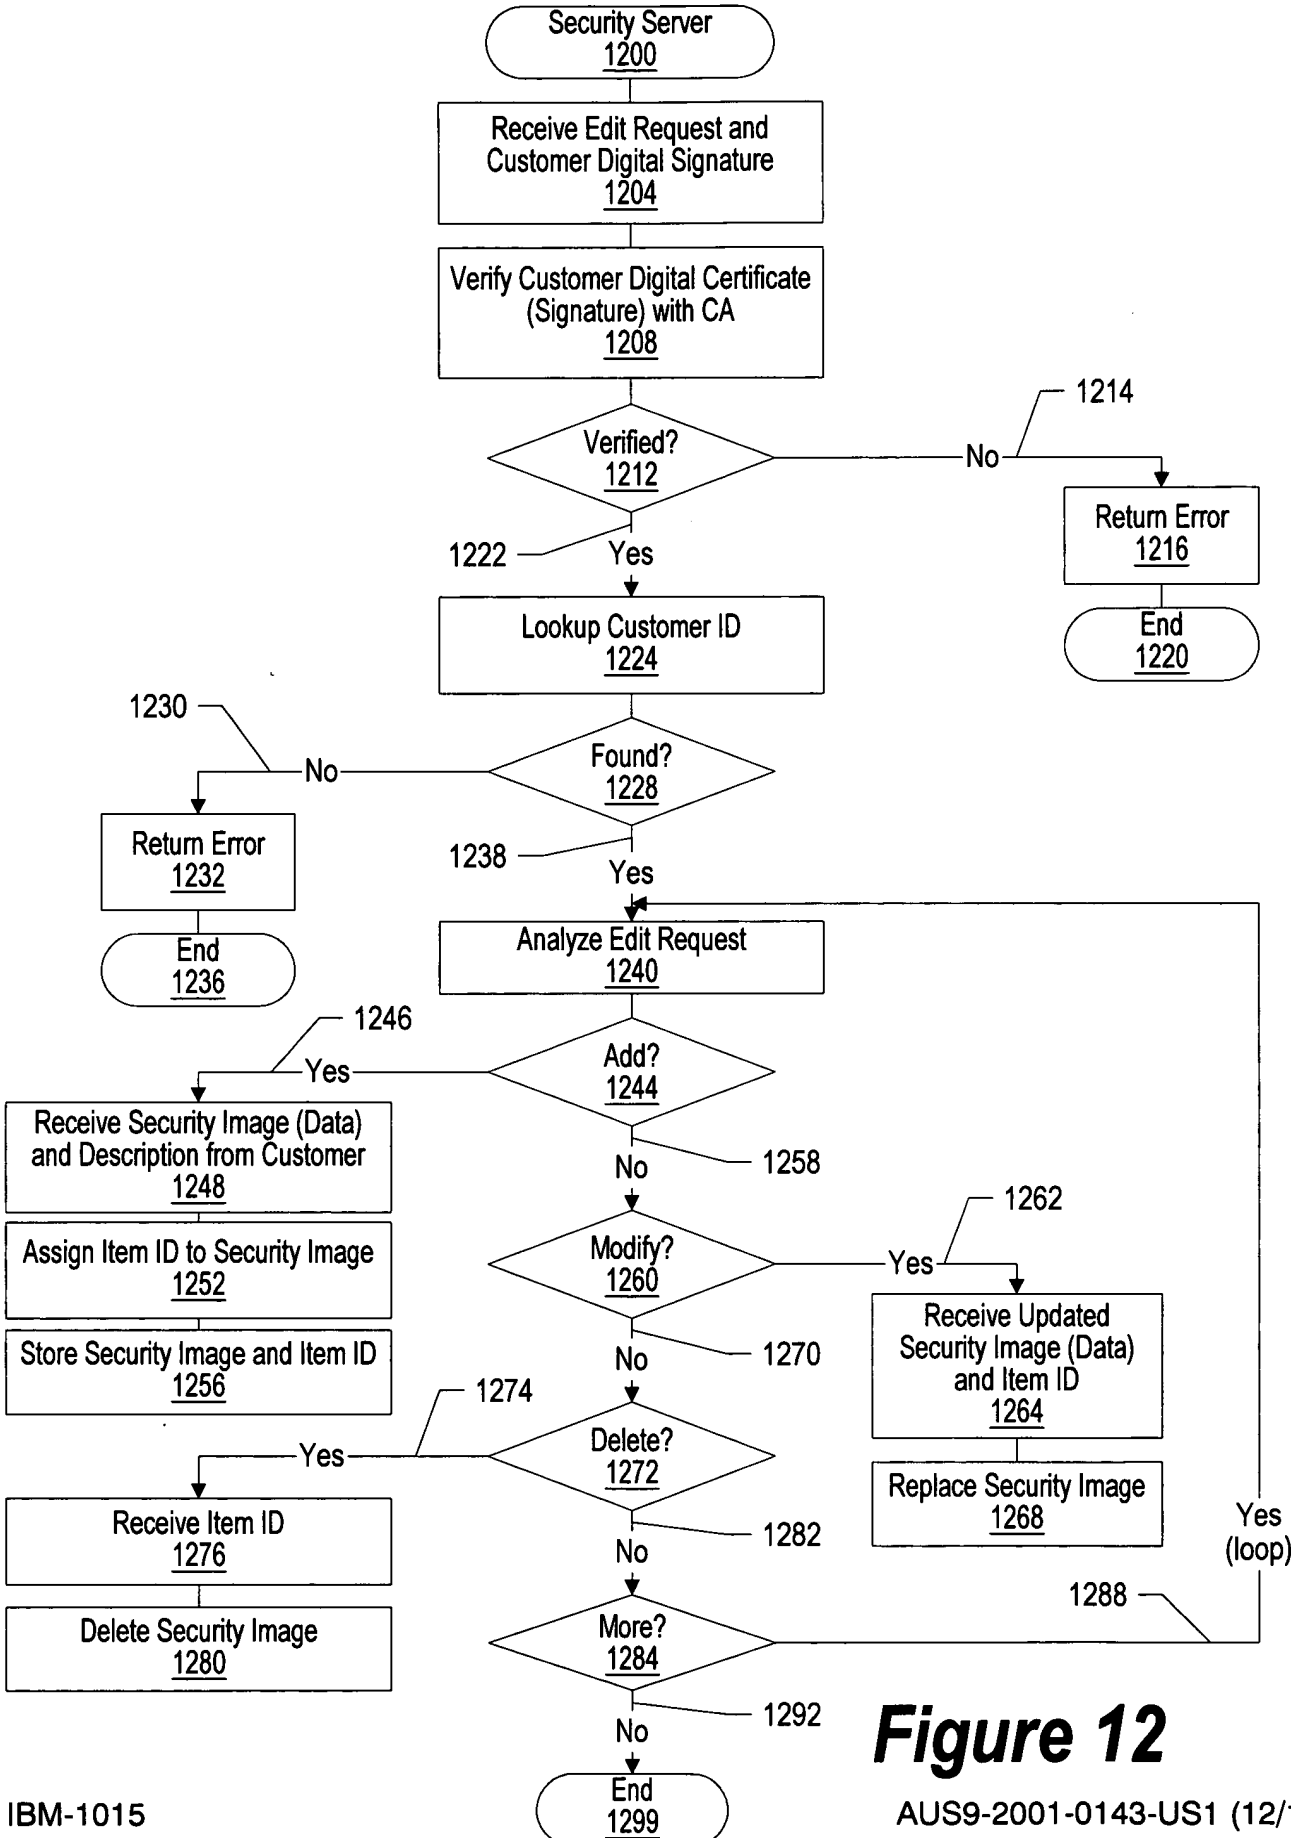 Security Server
1200
Receive Edit Request and
Customer Digital Signature
1204
Verify Customer Digital Certificate
(Signature) with CA
1208
1214
Verified?
1212
No
Return Error
1216
1222
Yes
End
1220
Lookup Customer ID
1224
1230
Found?
1228
No
Return Error
1232
1238
Yes
End
1236
Analyze Edit Request
1240
1246
Add?
1244
Yes
Receive Security Image (Data)
and Description from Customer
1248
1258
No
Assign Item ID to Security Image
1252
1262
Modify?
1260
Yes
Receive Updated
Security Image (Data)
and Item ID
1264
Store Security Image and Item ID
1256
1270
No
1274
Delete?
1272
Yes
Replace Security Image
1268
Receive Item ID
1276
1282
No
Yes
(loop)
Delete Security Image
1280
1288
More?
1284
1292
No
End
1299
Figure 12
IBM-1015
AUS9-2001-0143-US1 (12/